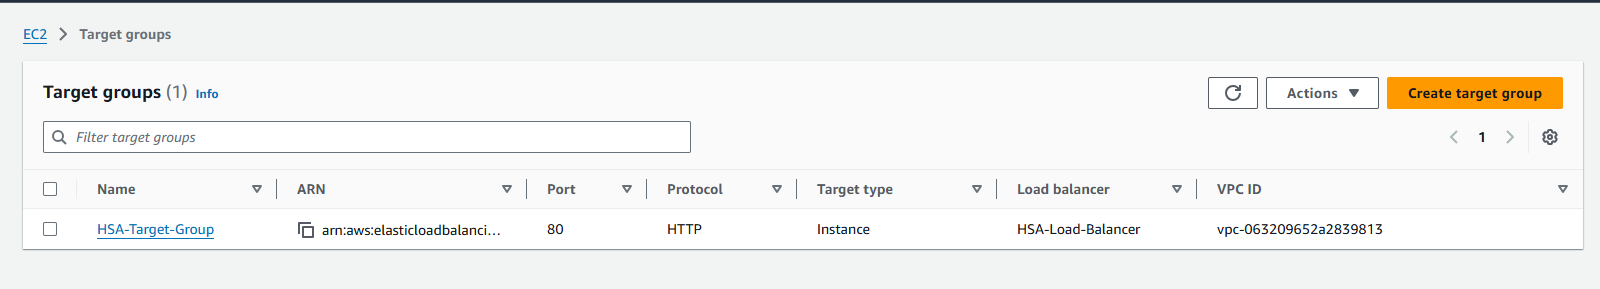 EC2 > Target groups
Target groups (1) Info
Actions
Create target group
Filter target groups
1
Name ARN Port Protocol Target type Load balancer VPC ID
HSA-Target-Group arn:aws:elasticloadbalanci... 80 HTTP Instance HSA-Load-Balancer vpc-063209652a2839813